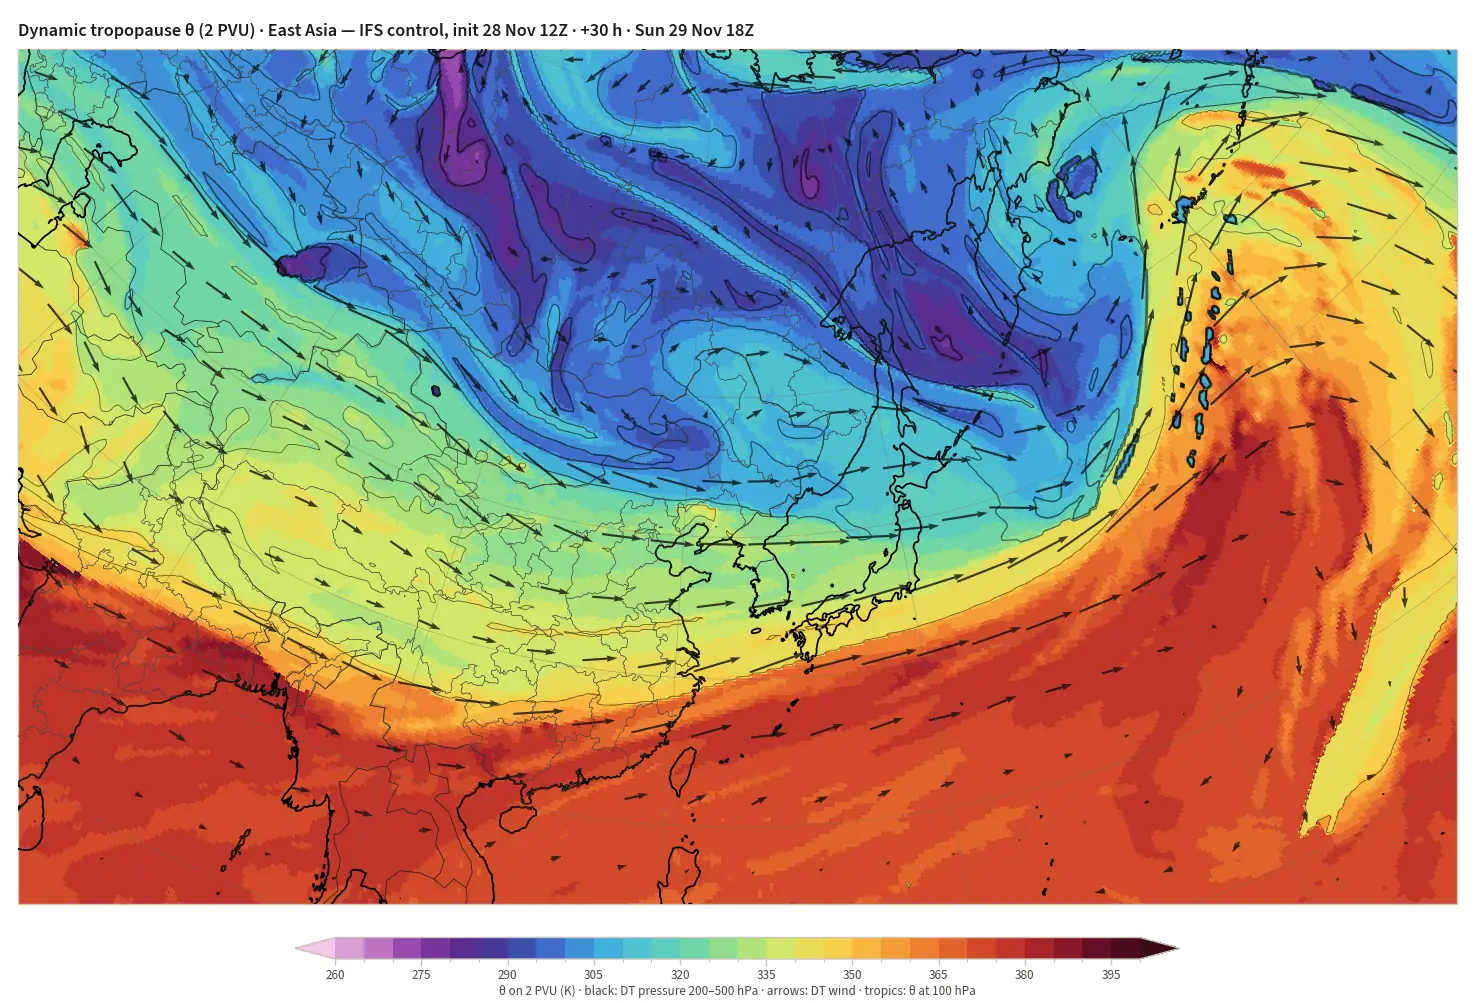 Dynamic tropopause θ (2 PVU) · East Asia — IFS control, init 28 Nov 12Z · +30 h · Sun 29 Nov 18Z
260 275 290 305 320 335 350 365 380 395
θ on 2 PVU (K) · black: DT pressure 200–500 hPa · arrows: DT wind · tropics: θ at 100 hPa